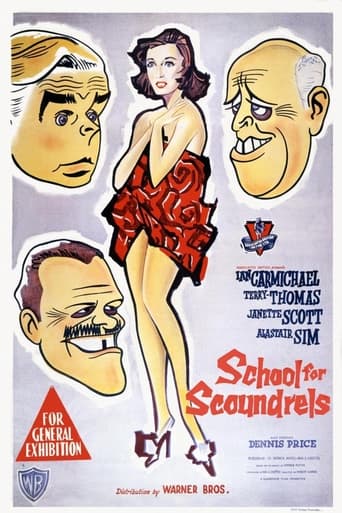 IAN CARMICHAEL
TERRY-THOMAS
JANETTE SCOTT
ALASTAIR SIM
School for
Scoundrels
DENNIS PRICE
FOR
GENERAL
EXHIBITION
WB
Distribution by WARNER BROS.